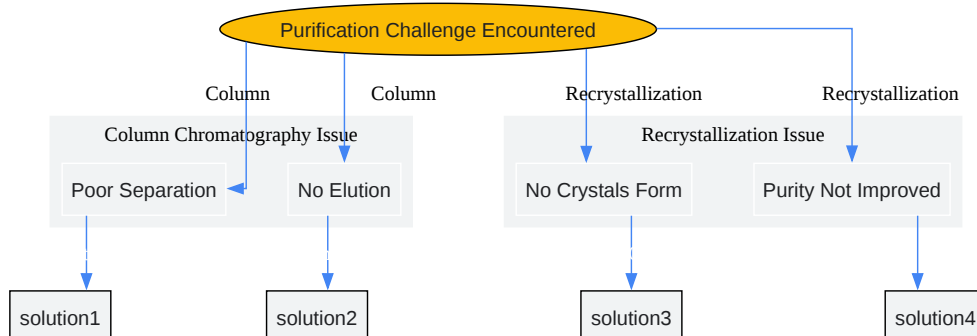 Purification Challenge Encountered
Column
Column
Recrystallization
Recrystallization
Column Chromatography Issue
Recrystallization Issue
Poor Separation
No Elution
No Crystals Form
Purity Not Improved
solution1
solution2
solution3
solution4